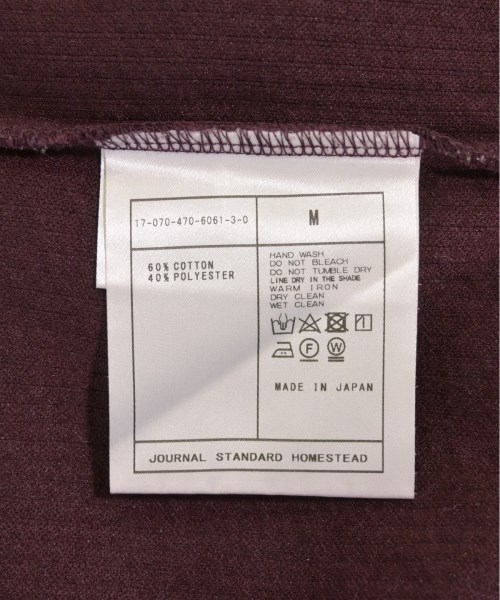 17-070-470-6061-3-0
M
60% COTTON
40% POLYESTER
HAND WASH
DO NOT BLEACH
DO NOT TUMBLE DRY
LINE DRY IN THE SHADE
WARM IRON
DRY CLEAN
WET CLEAN
F
W
MADE IN JAPAN
JOURNAL STANDARD HOMESTEAD